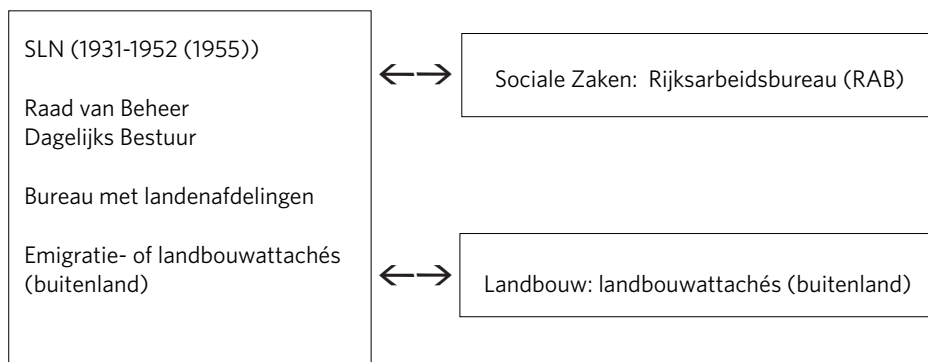 SLN (1931-1952 (1955))
Raad van Beheer
Dagelijks Bestuur
Bureau met landenafdelingen
Emigratie- of landbouwattachés
(buitenland)
Sociale Zaken: Rijksarbeidsbureau (RAB)
Landbouw: landbouwattachés (buitenland)